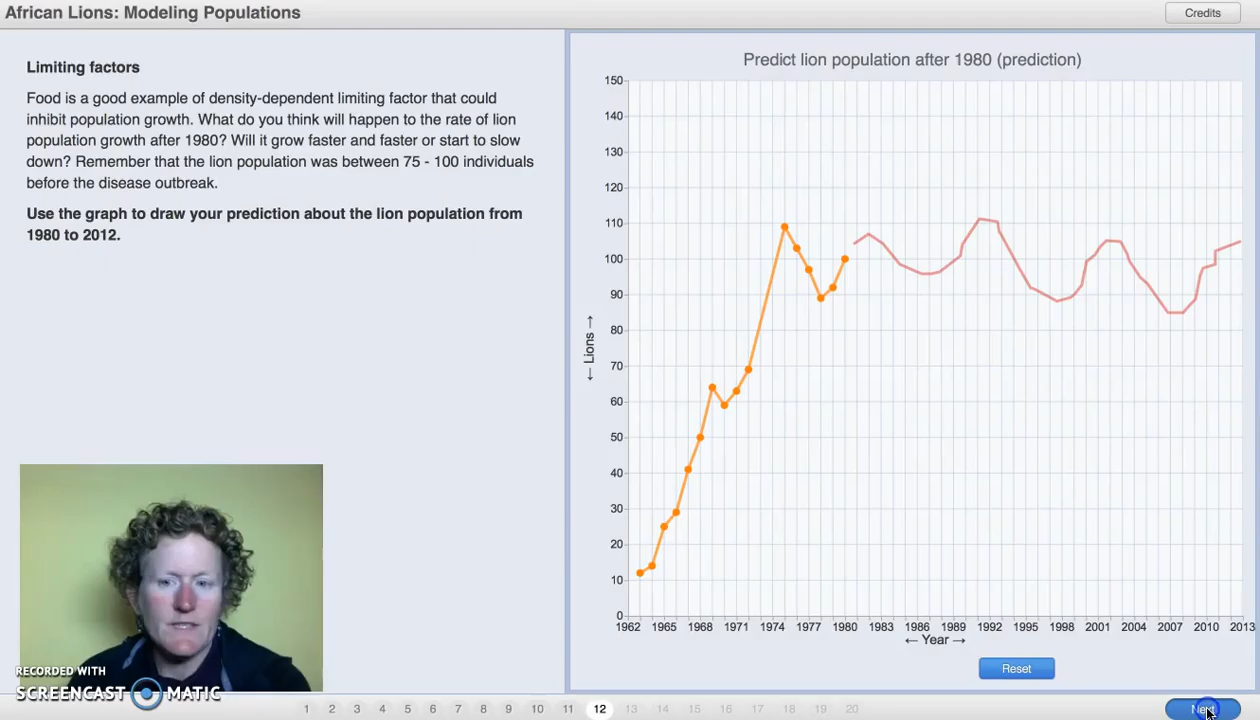 African Lions: Modeling Populations
Credits
Limiting factors
Food is a good example of density-dependent limiting factor that could
inhibit population growth. What do you think will happen to the rate of lion
population growth after 1980? Will it grow faster and faster or start to slow
down? Remember that the lion population was between 75 - 100 individuals
before the disease outbreak.
Use the graph to draw your prediction about the lion population from
1980 to 2012.
Predict lion population after 1980 (prediction)
150
140
130
120
110
100
90
80
70
60
50
40
30
20
10
0
← Lions →
1962 1965 1968 1971 1974 1977 1980 1983 1986 1989 1992 1995 1998 2001 2004 2007 2010 2013
← Year →
Reset
RECORDED WITH
SCREENCAST MATIC
1 2 3 4 5 6 7 8 9 10 11 12 13 14 15 16 17 18 19 20
Next